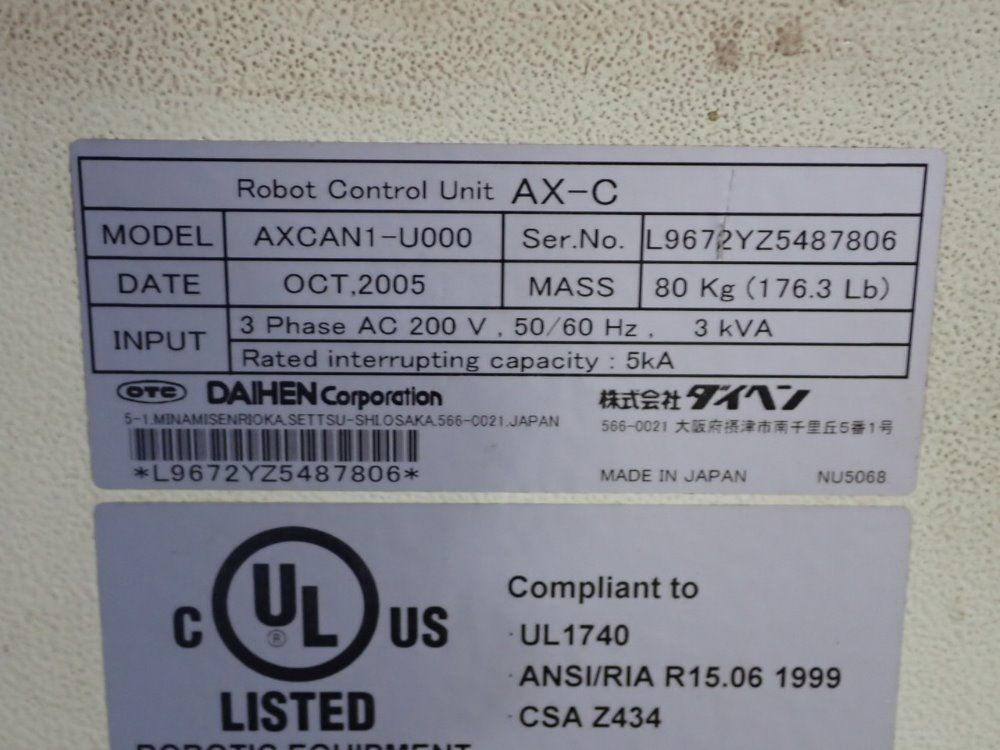 Robot Control Unit AX-C
MODEL AXCAN1-U000 Ser.No. L9672YZ5487806
DATE OCT,2005 MASS 80 Kg (176.3 Lb)
INPUT 3 Phase AC 200 V , 50/60 Hz , 3 kVA
Rated interrupting capacity : 5kA
OTC DAIHEN Corporation 株式会社ダイヘン
5-1,MINAMISENRIOKA,SETTSU-SHI,OSAKA,566-0021,JAPAN 566-0021 大阪府摂津市南千里丘5番1号
*L9672YZ5487806* MADE IN JAPAN NU5068
C UL ® US
LISTED
ROBOTIC EQUIPMENT
Compliant to
·UL1740
·ANSI/RIA R15.06 1999
·CSA Z434